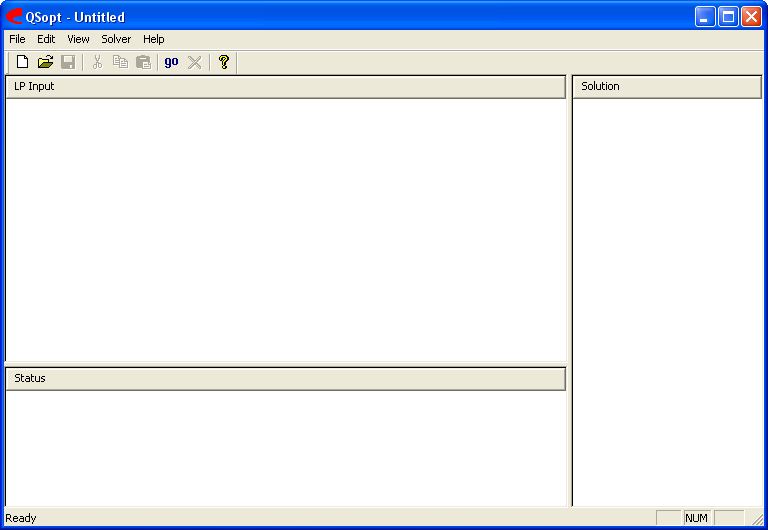 QSopt - Untitled
File Edit View Solver Help
go ?
LP Input
Solution
Status
Ready
NUM